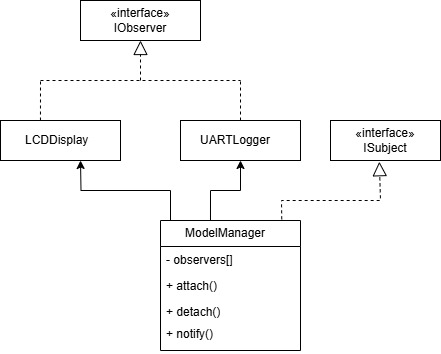 «interface»
IObserver
LCDDisplay
UARTLogger
«interface»
ISubject
ModelManager
- observers[]
+ attach()
+ detach()
+ notify()